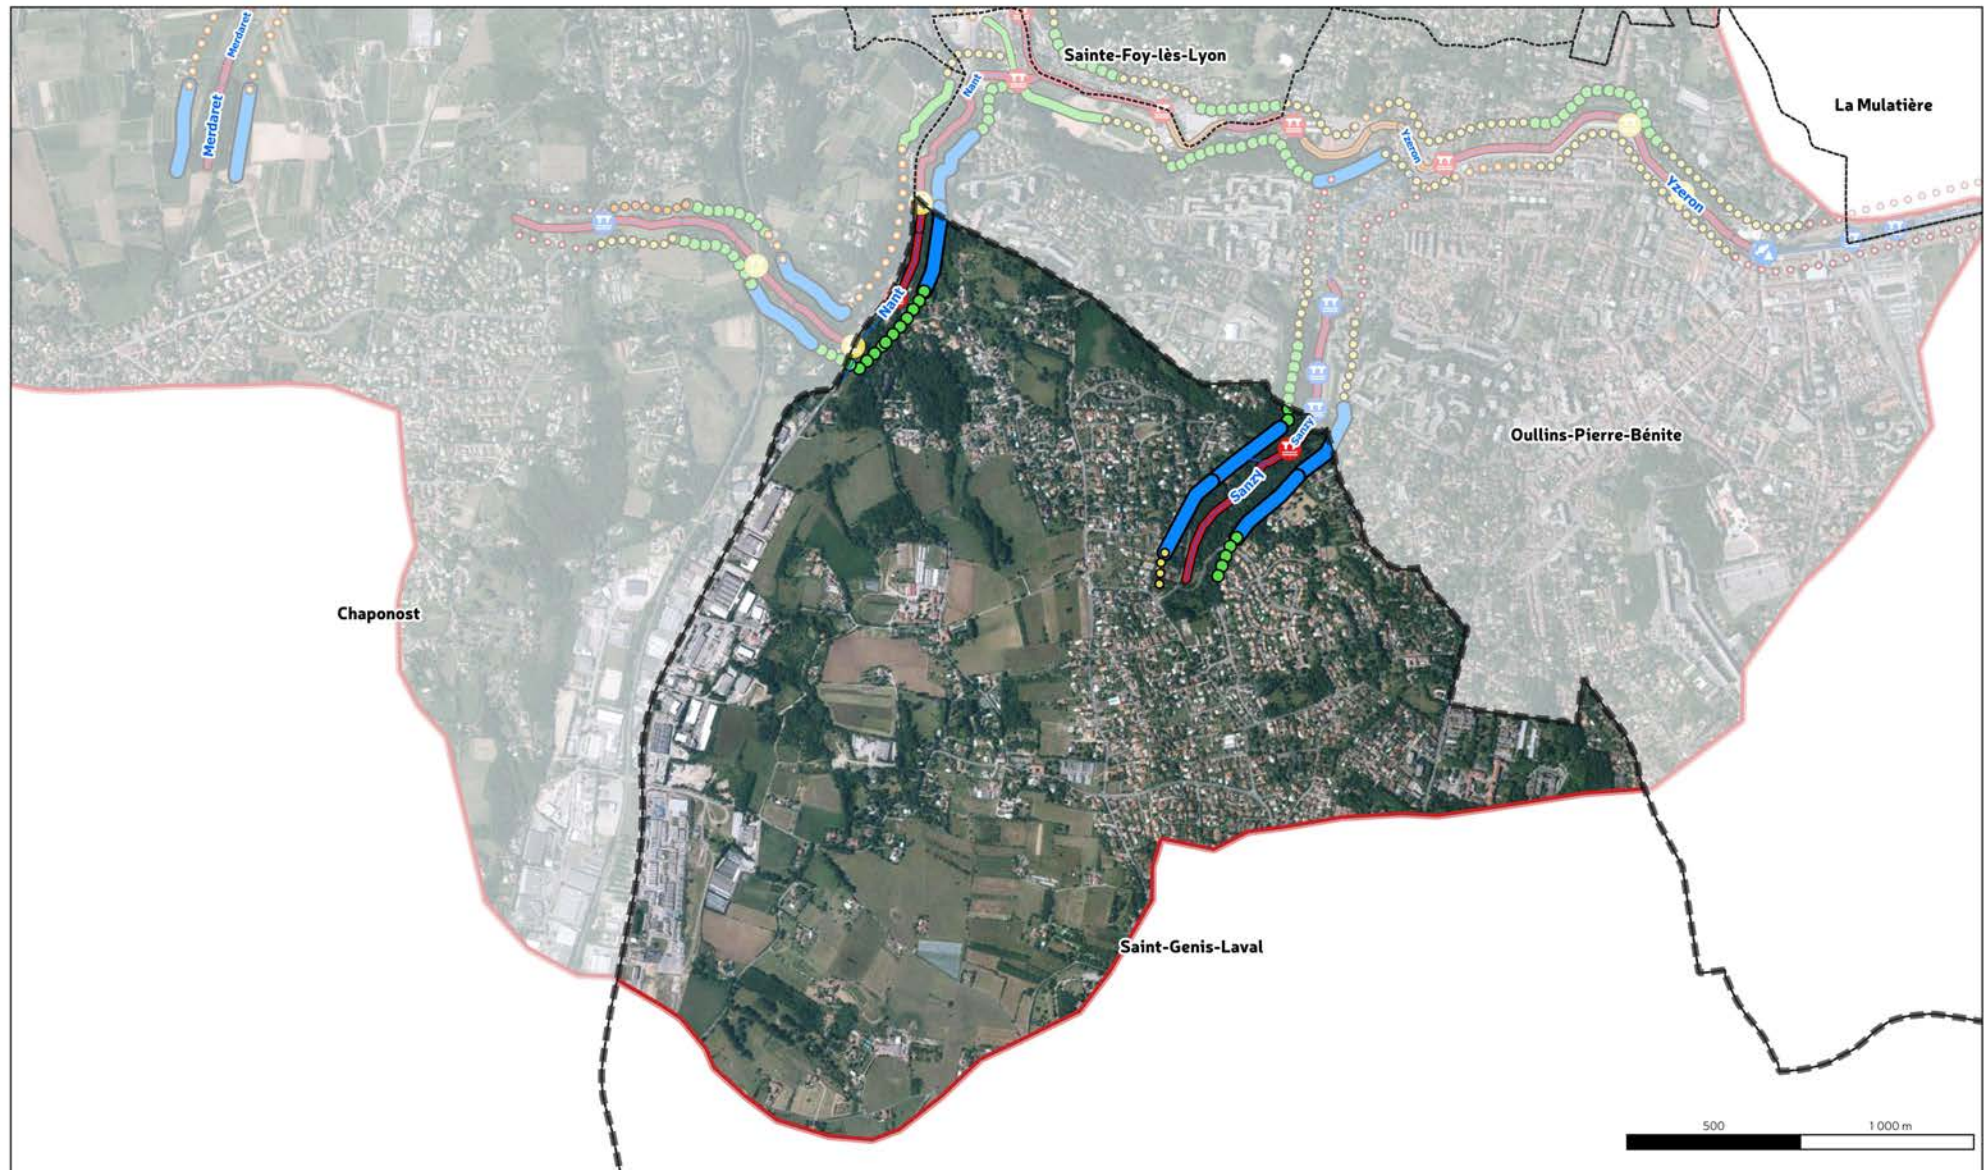 Merdaret
Sainte-Foy-lès-Lyon
Nant
La Mulatière
Merdaret
Yzeron
Yzeron
Nant
Sanzy
Oullins-Pierre-Bénite
Sanzy
Chaponost
Saint-Genis-Laval
500
1 000 m